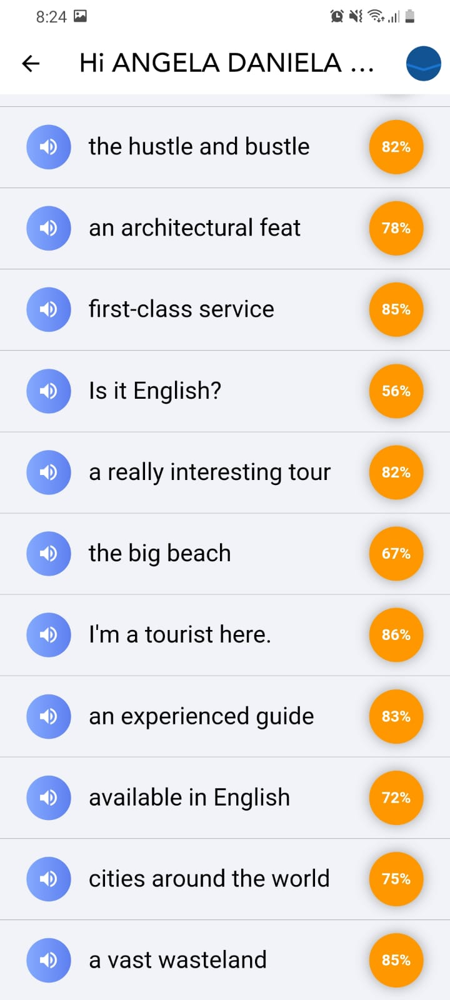 8:24
Hi ANGELA DANIELA ...
the hustle and bustle 82%
an architectural feat 78%
first-class service 85%
Is it English? 56%
a really interesting tour 82%
the big beach 67%
I'm a tourist here. 86%
an experienced guide 83%
available in English 72%
cities around the world 75%
a vast wasteland 85%